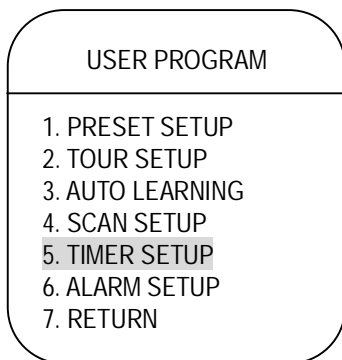 USER PROGRAM
1. PRESET SETUP
2. TOUR SETUP
3. AUTO LEARNING
4. SCAN SETUP
5. TIMER SETUP
6. ALARM SETUP
7. RETURN